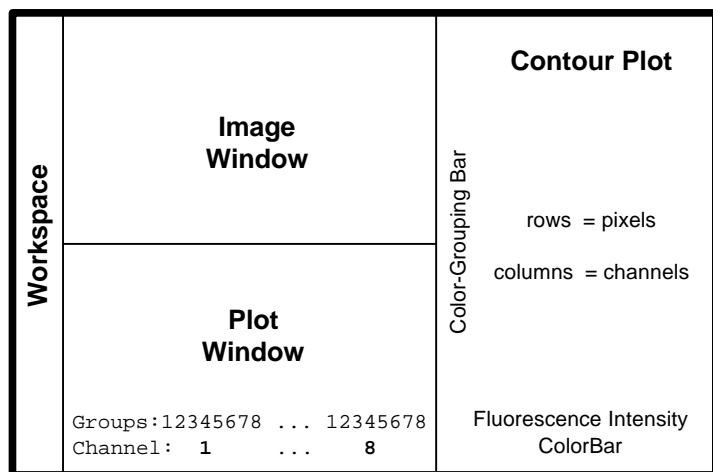 Workspace
Image
Window
Plot
Window
Groups:12345678 ... 12345678
Channel: 1 ... 8
Contour Plot
Color-Grouping Bar
rows = pixels
columns = channels
Fluorescence Intensity
ColorBar